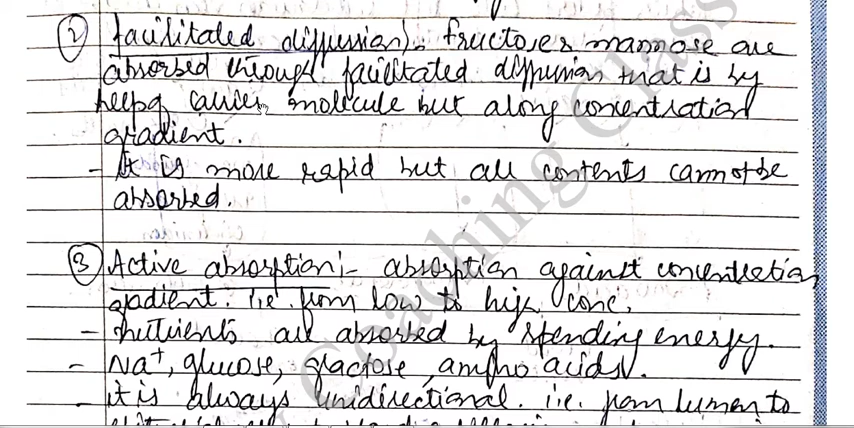 ② facilitated diffusion):- fructose & mannose are
absorbed through facilitated diffusion that is by
help of carrier molecule but along concentration
gradient.
- It is more rapid but all contents cannot be
absorbed.
③ Active absorption:- absorption against concentration
gradient. i.e. from low to high conc.
- Nutrients are absorbed by spending energy.
- Na⁺, glucose, glactose, amino acids.
- it is always unidirectional. i.e. from lumen to
Coaching Class